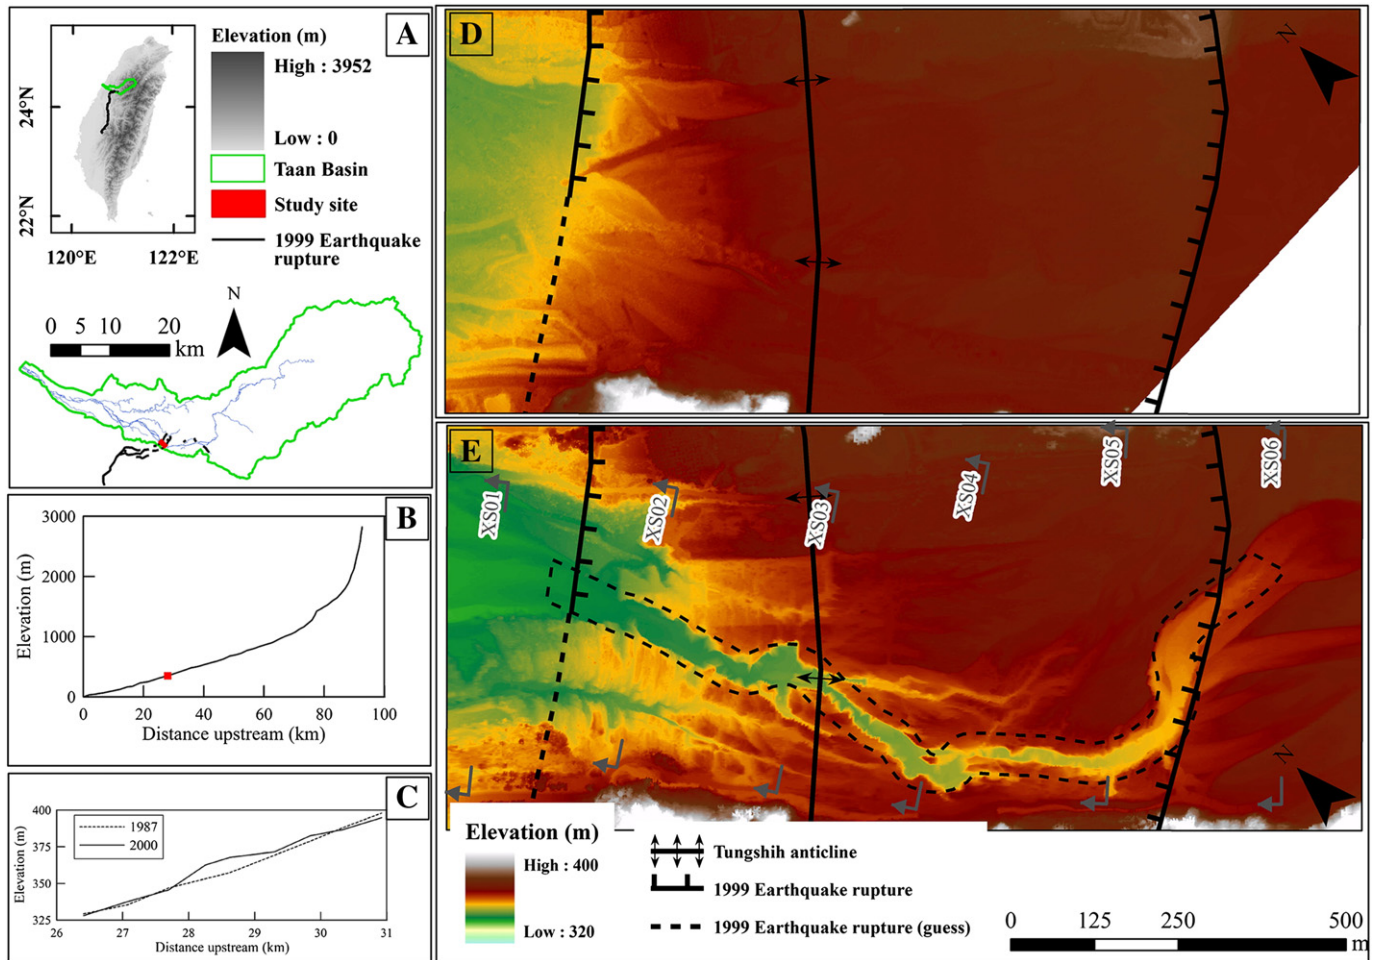 A
Elevation (m)
High : 3952
Low : 0
Taan Basin
Study site
1999 Earthquake
rupture
24°N
22°N
120°E
122°E
N
0 5 10 20
km
B
3000
2000
1000
0
Elevation (m)
0 20 40 60 80 100
Distance upstream (km)
C
400
375
350
325
Elevation (m)
1987
2000
26 27 28 29 30 31
Distance upstream (km)
D
N
E
XS01
XS02
XS03
XS04
XS05
XS06
N
Elevation (m)
High : 400
Low : 320
Tungshih anticline
1999 Earthquake rupture
1999 Earthquake rupture (guess)
0 125 250 500
m